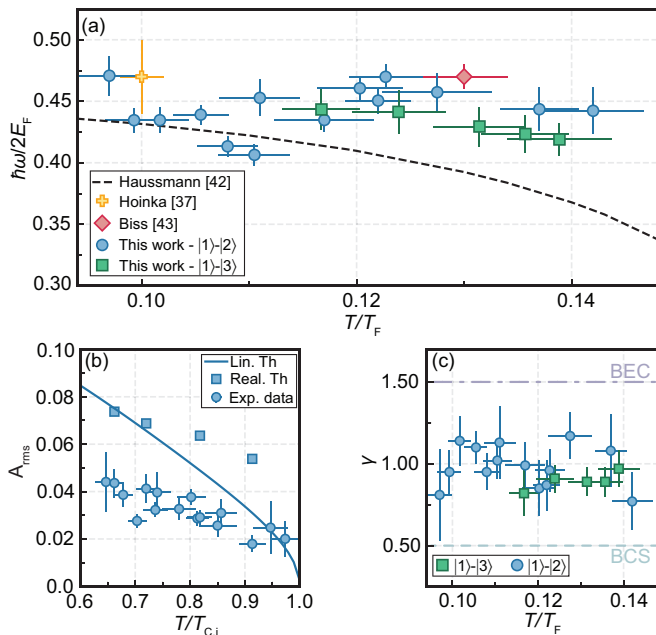 (a)
0.50
0.45
0.40
0.35
0.30
ħω/2E_F
Haussmann [42]
Hoinka [37]
Biss [43]
This work - |1⟩-|2⟩
This work - |1⟩-|3⟩
0.10 0.12 0.14
T/T_F
(b)
0.10
0.08
0.06
0.04
0.02
0.0
A_rms
Lin. Th
Real. Th
Exp. data
0.6 0.7 0.8 0.9 1.0
T/T_C,i
(c)
BEC
1.50
1.00
0.50
γ
BCS
|1⟩-|3⟩ |1⟩-|2⟩
0.10 0.12 0.14
T/T_F